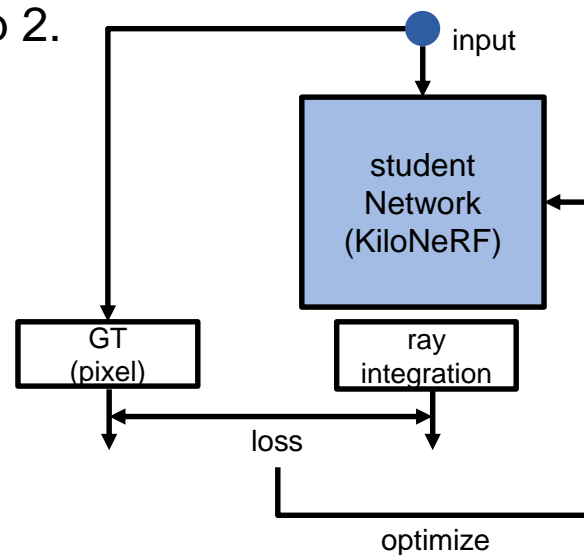 2.
input
student
Network
(KiloNeRF)
GT
(pixel)
ray
integration
loss
optimize